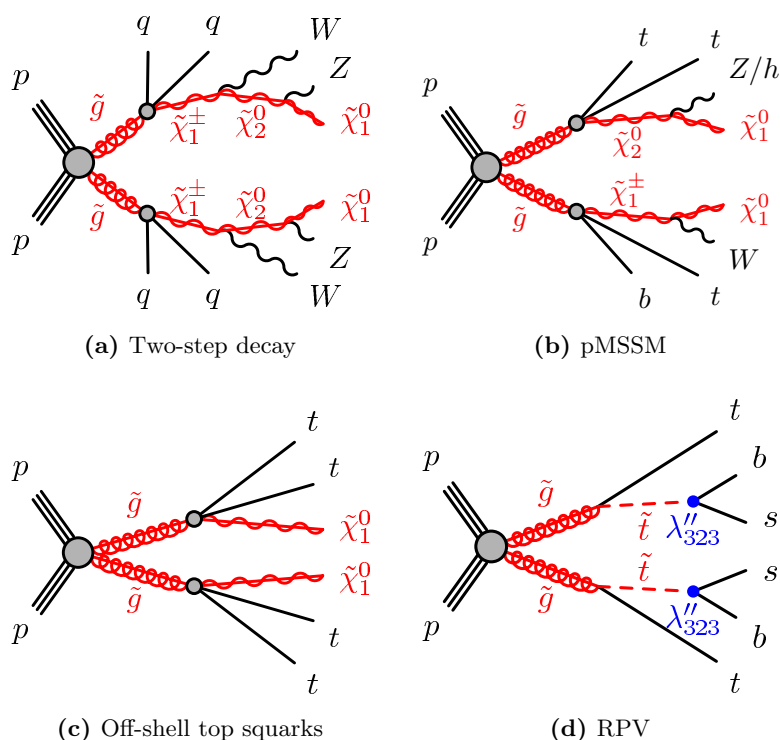 q q W
p Z
g̃ χ̃₁± χ̃₂⁰ χ̃₁⁰
g̃ χ̃₁± χ̃₂⁰ χ̃₁⁰
p Z
q q W
(a) Two-step decay
t t
p Z/h
g̃ χ̃₂⁰ χ̃₁⁰
g̃ χ̃₁± χ̃₁⁰
p W
b t
(b) pMSSM
t
p t
g̃ χ̃₁⁰
g̃ χ̃₁⁰
p t
t
(c) Off-shell top squarks
t
p b
g̃ t̃ λ″₃₂₃ s
g̃ t̃ λ″₃₂₃ s
p b
t
(d) RPV